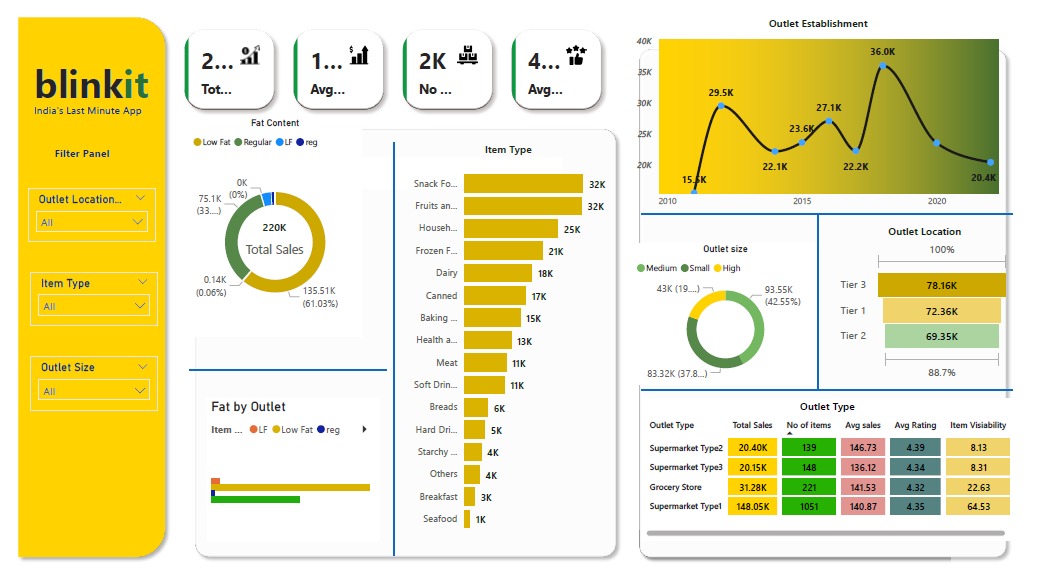 blinkit
India's Last Minute App
Filter Panel
Outlet Location...
All
Item Type
All
Outlet Size
All
2...
Tot...
1...
Avg...
2K
No ...
4...
Avg...
Fat Content
Low Fat Regular LF reg
0K
(0%)
75.1K
(33....)
220K
Total Sales
0.14K
(0.06%)
135.51K
(61.03%)
Fat by Outlet
Item ... LF Low Fat reg
Item Type
Snack Fo... 32K
Fruits an... 32K
Househ... 25K
Frozen F... 21K
Dairy 18K
Canned 17K
Baking ... 15K
Health a... 13K
Meat 11K
Soft Drin... 11K
Breads 6K
Hard Dri... 5K
Starchy ... 4K
Others 4K
Breakfast 3K
Seafood 1K
Outlet Establishment
40K
35K
30K
25K
20K
15.5K
29.5K
22.1K
23.6K
27.1K
22.2K
36.0K
20.4K
2010 2015 2020
Outlet size
Medium Small High
43K (19....)
93.55K
(42.55%)
83.32K (37.8...)
Outlet Location
100%
Tier 3 78.16K
Tier 1 72.36K
Tier 2 69.35K
88.7%
Outlet Type
Outlet Type Total Sales No of items Avg sales Avg Rating Item Visiability
Supermarket Type2 20.40K 139 146.73 4.39 8.13
Supermarket Type3 20.15K 148 136.12 4.34 8.31
Grocery Store 31.28K 221 141.53 4.32 22.63
Supermarket Type1 148.05K 1051 140.87 4.35 64.53